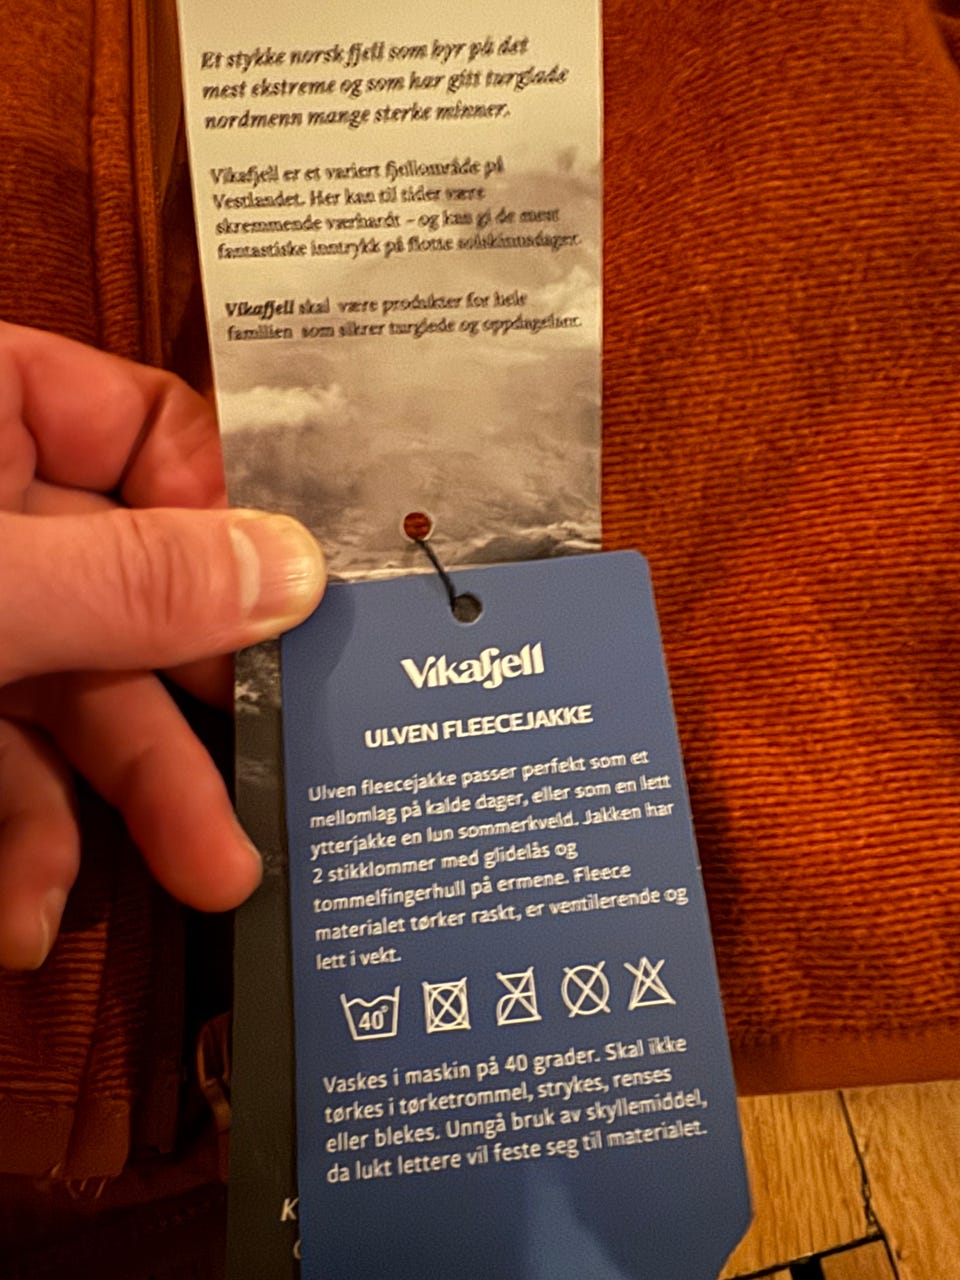 Et stykke norsk fjell som byr på det
mest ekstreme og som har gitt turglade
nordmenn mange sterke minner.
Vikafjell er et variert fjellområde på
Vestlandet. Her kan til tider være
skremmende værhardt – og kan gi de mest
fantastiske inntrykk på flotte solskinnsdager.
Vikafjell skal være produkter for hele
familien som sikrer turglede og oppdagelser.
Vikafjell
ULVEN FLEECEJAKKE
Ulven fleecejakke passer perfekt som et
mellomlag på kalde dager, eller som en lett
ytterjakke en lun sommerkveld. Jakken har
2 stikklommer med glidelås og
tommelfingerhull på ermene. Fleece
materialet tørker raskt, er ventilerende og
lett i vekt.
40°
Vaskes i maskin på 40 grader. Skal ikke
tørkes i tørketrommel, strykes, renses
eller blekes. Unngå bruk av skyllemiddel,
da lukt lettere vil feste seg til materialet.
K